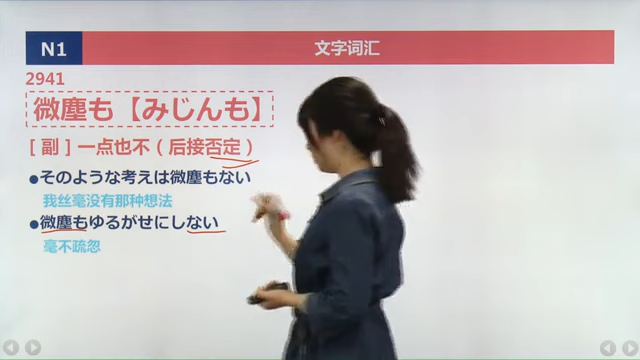 N1 文字词汇
2941
微塵も【みじんも】
[ 副 ] 一点也不（后接否定）
●そのような考えは微塵もない
我丝毫没有那种想法
●微塵もゆるがせにしない
毫不疏忽